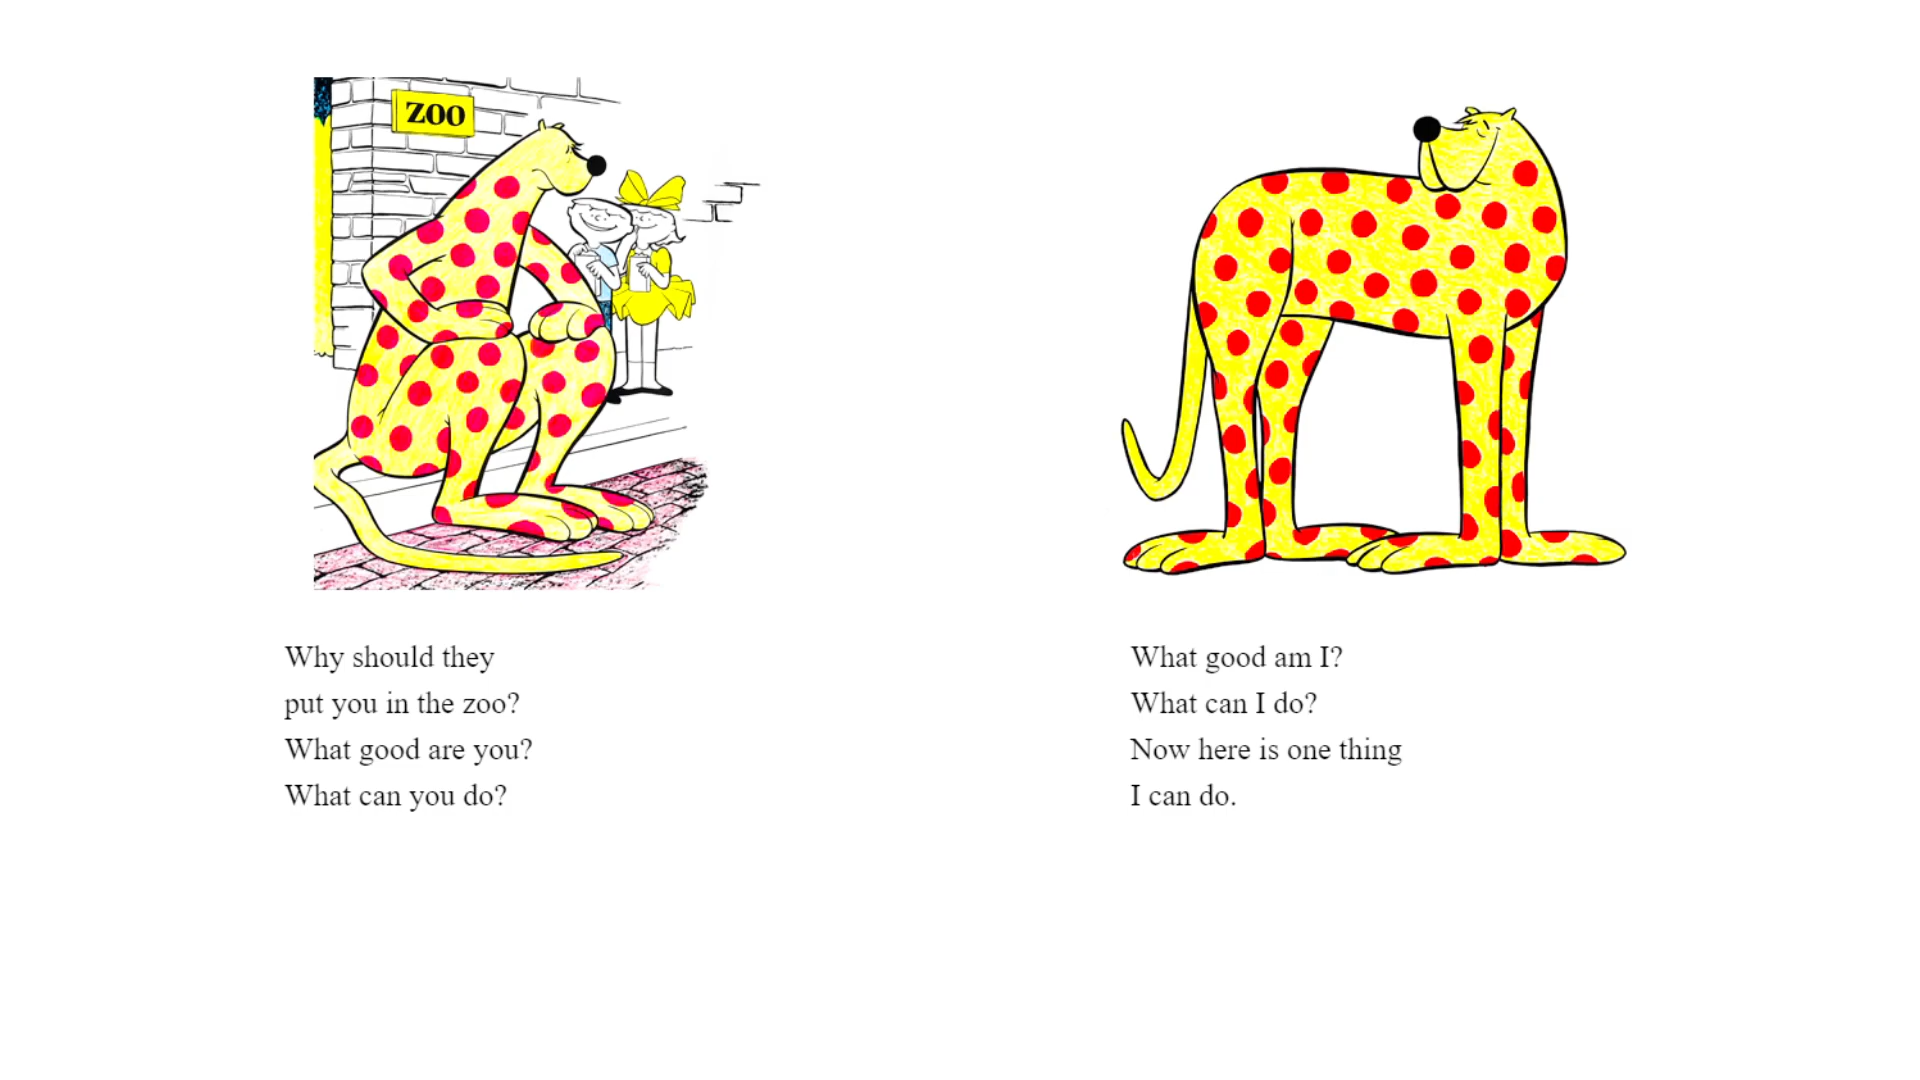 ZOO
Why should they
put you in the zoo?
What good are you?
What can you do?
What good am I?
What can I do?
Now here is one thing
I can do.